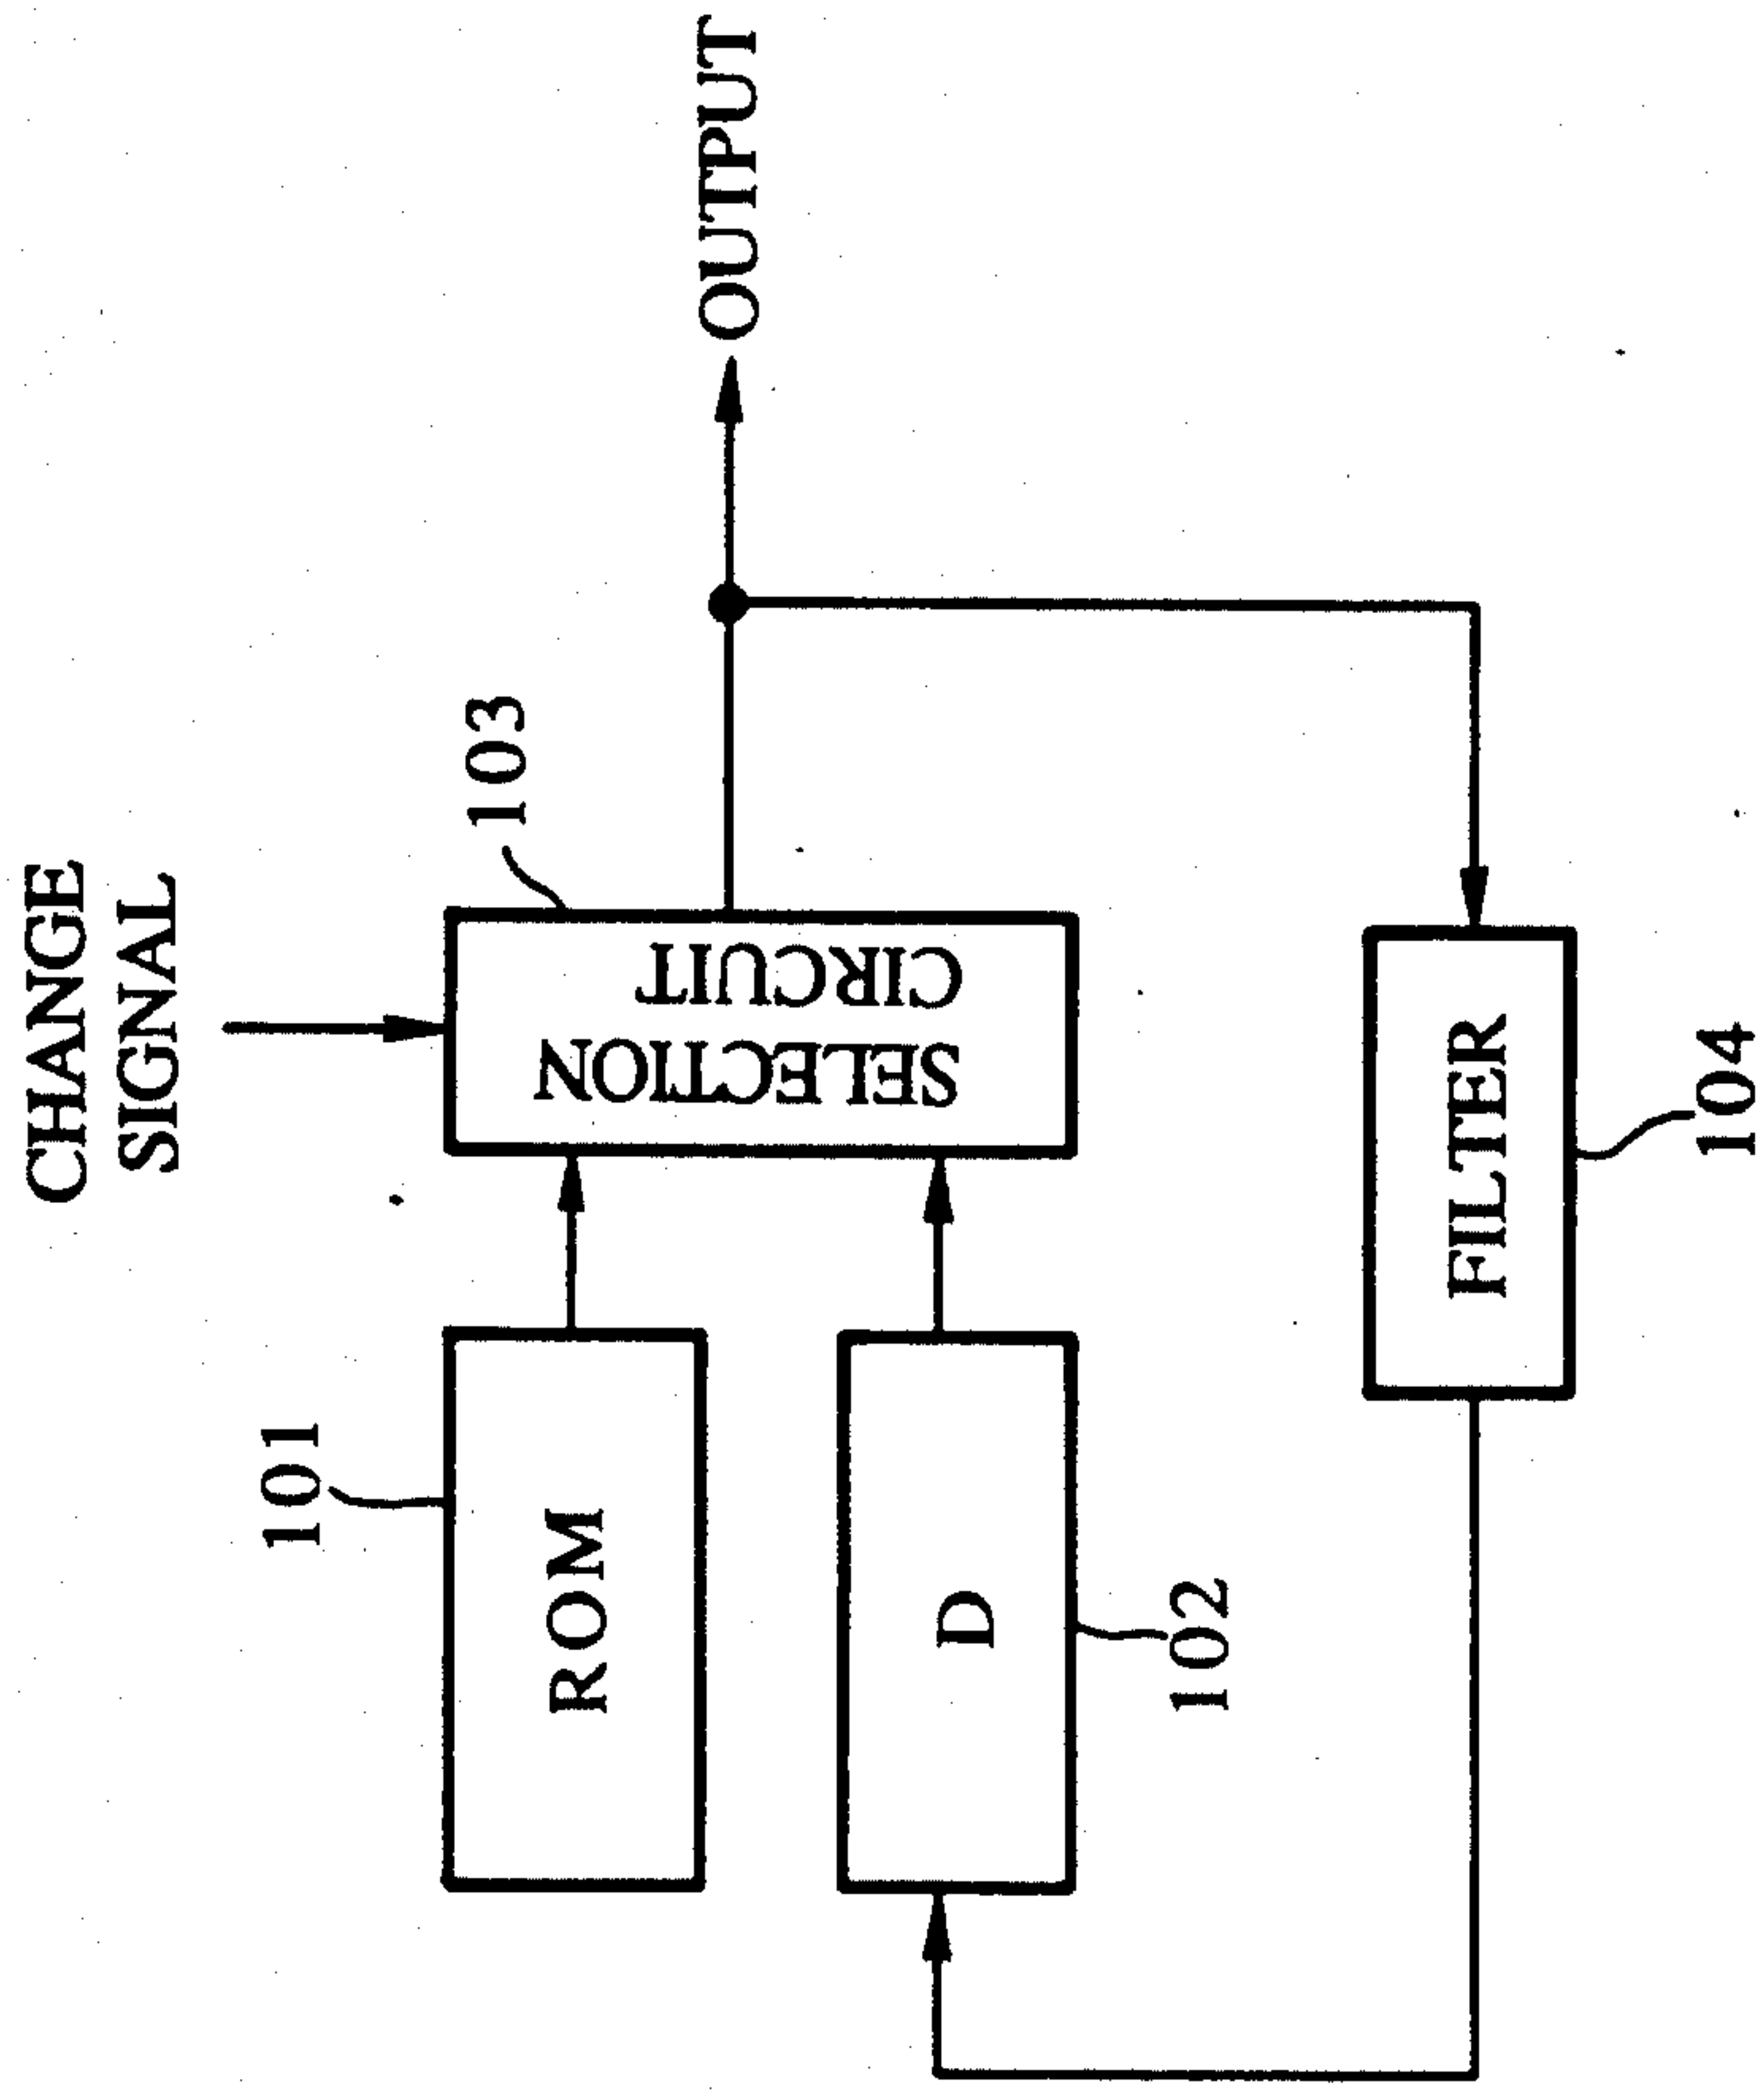 CHANGE
SIGNAL
101
ROM
103
SELECTION
CIRCUIT
OUTPUT
D
102
FILTER
104